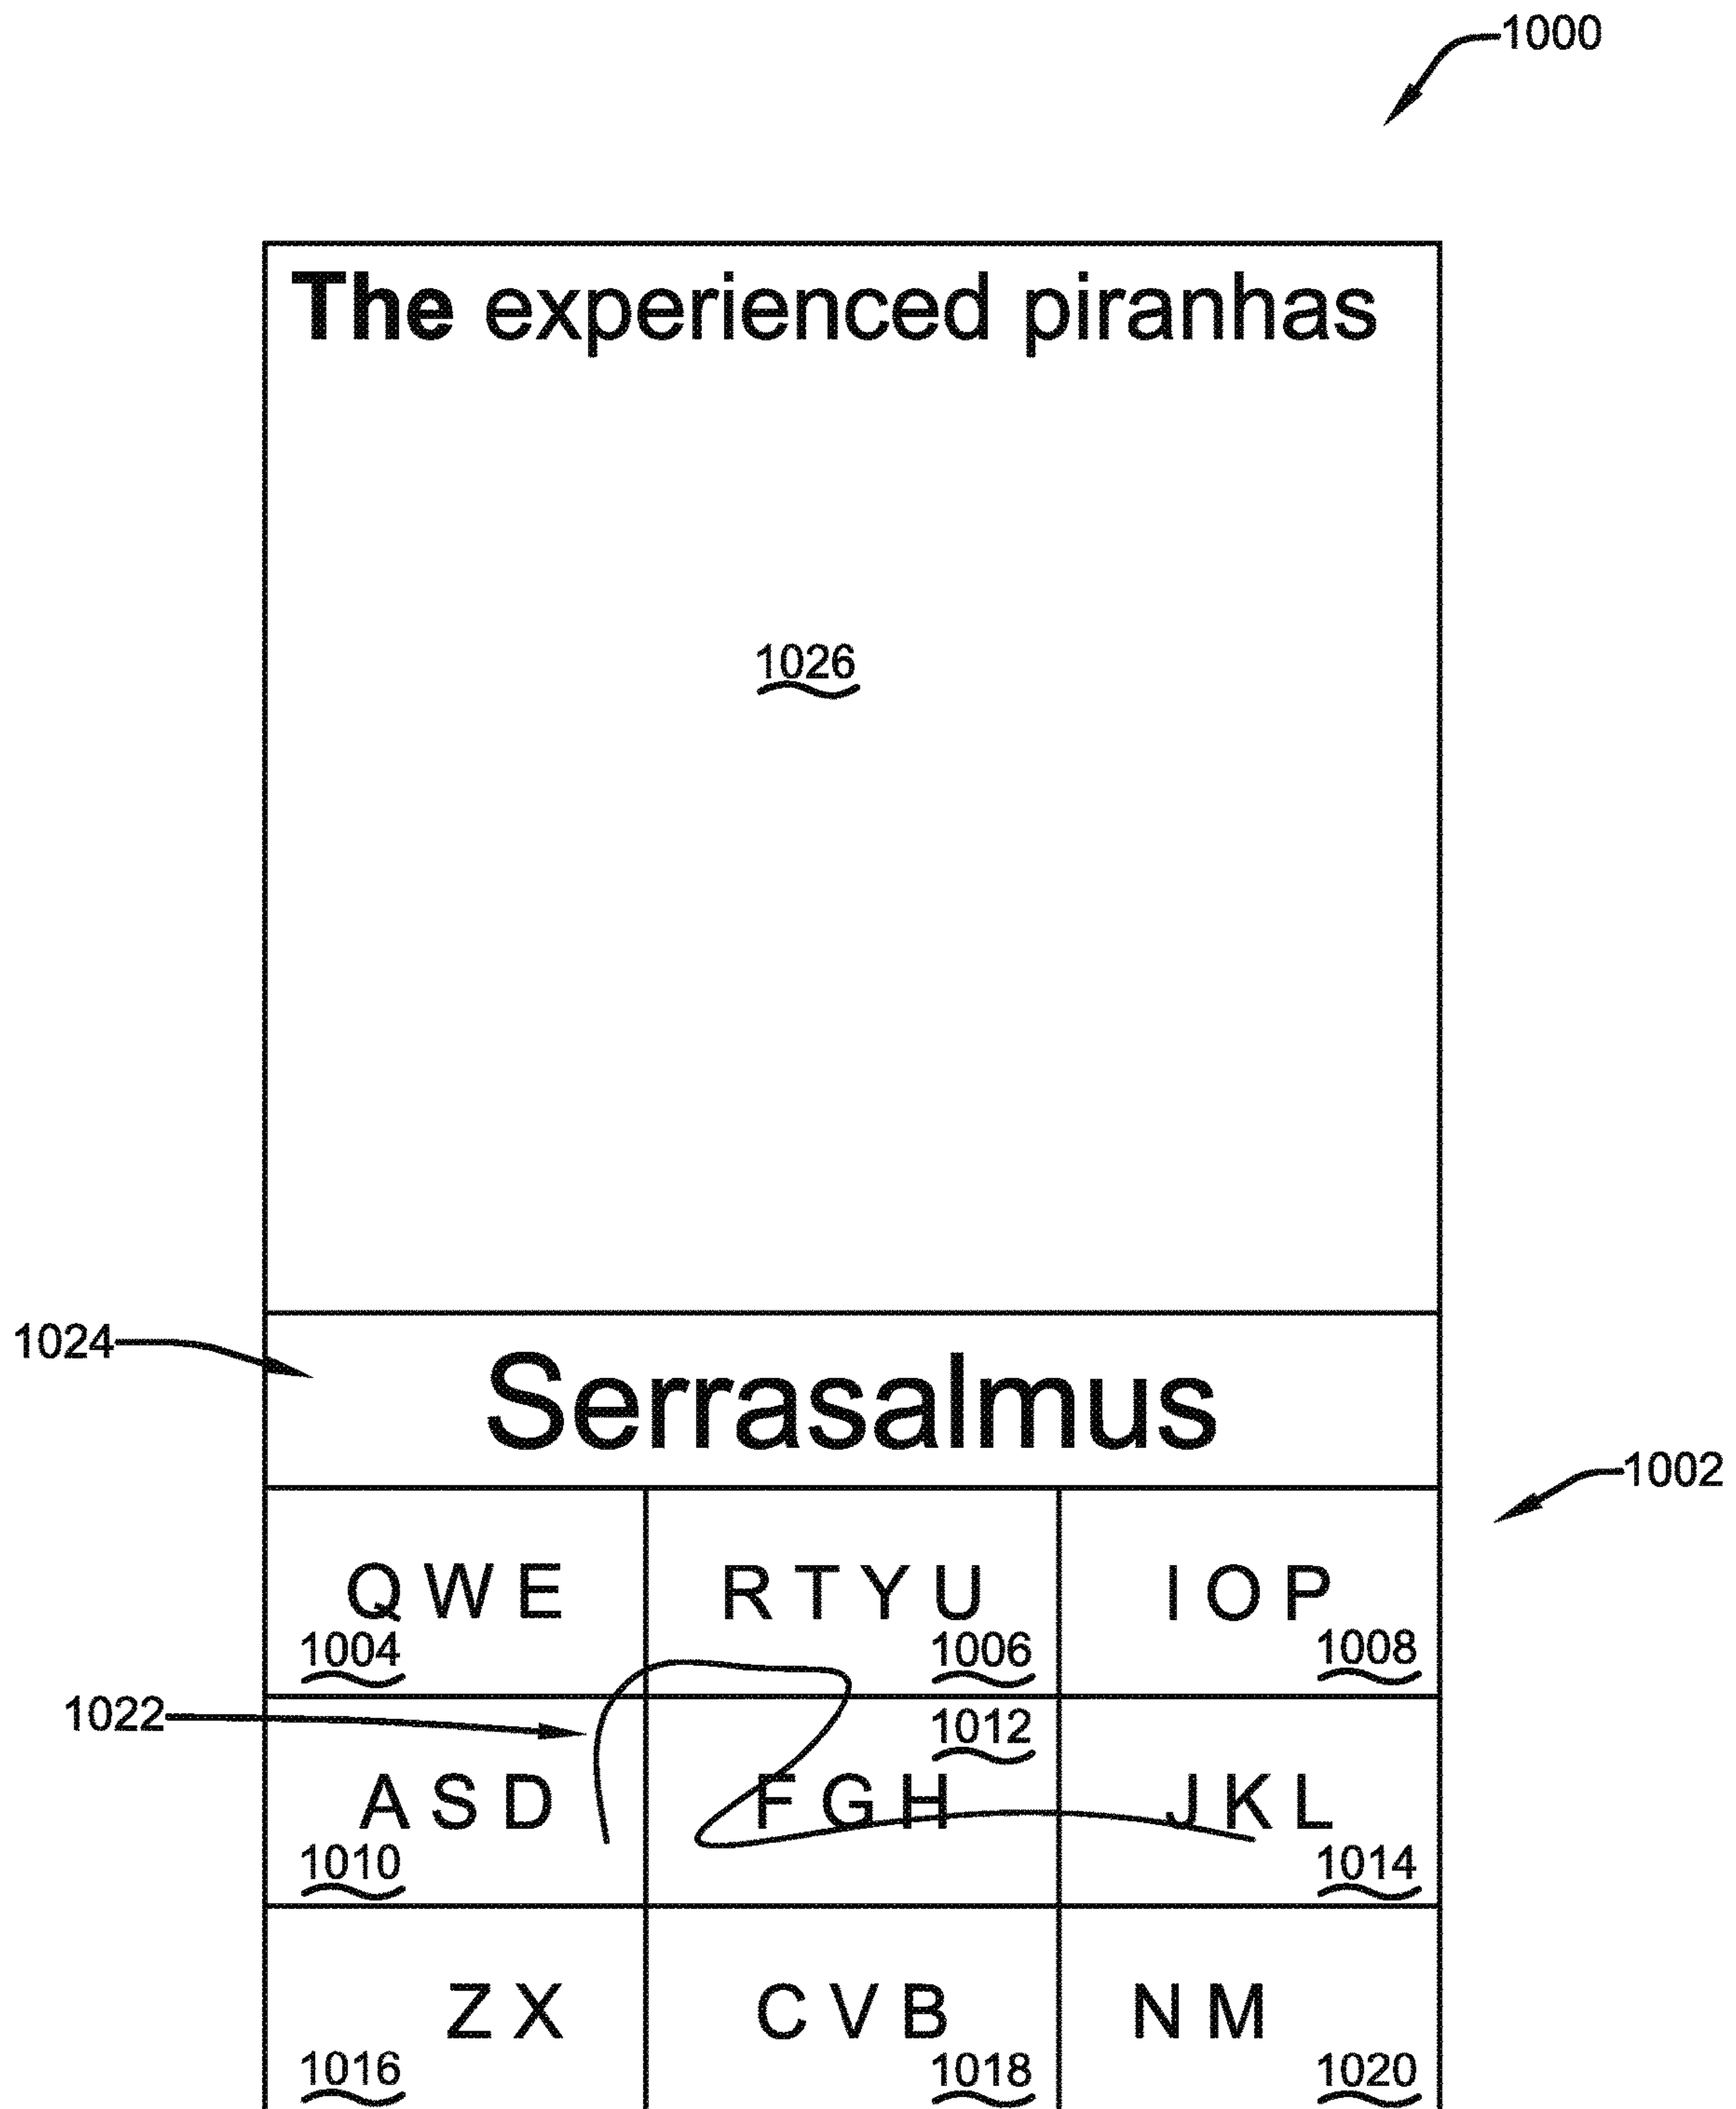 1000
The experienced piranhas
1026
1024
Serrasalmus
1002
Q W E
R T Y U
I O P
1004
1006
1008
1022
1012
A S D
F G H
J K L
1010
1014
Z X
C V B
N M
1016
1018
1020